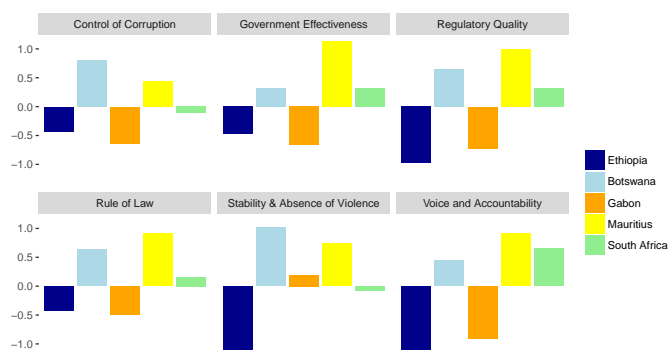 Control of Corruption
Government Effectiveness
Regulatory Quality
1.0
0.5
0.0
−0.5
−1.0
Rule of Law
Stability & Absence of Violence
Voice and Accountability
1.0
0.5
0.0
−0.5
−1.0
Ethiopia
Botswana
Gabon
Mauritius
South Africa